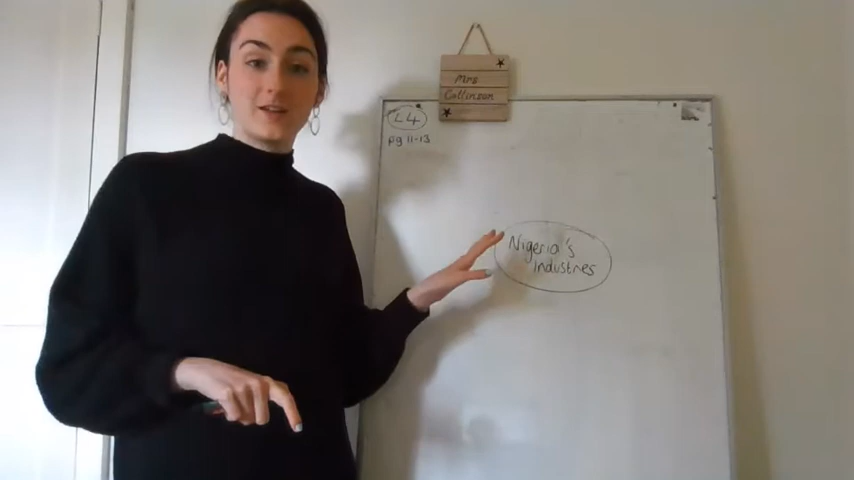 Mrs
Collinson
L4
pg 11-13
Nigeria's
industries